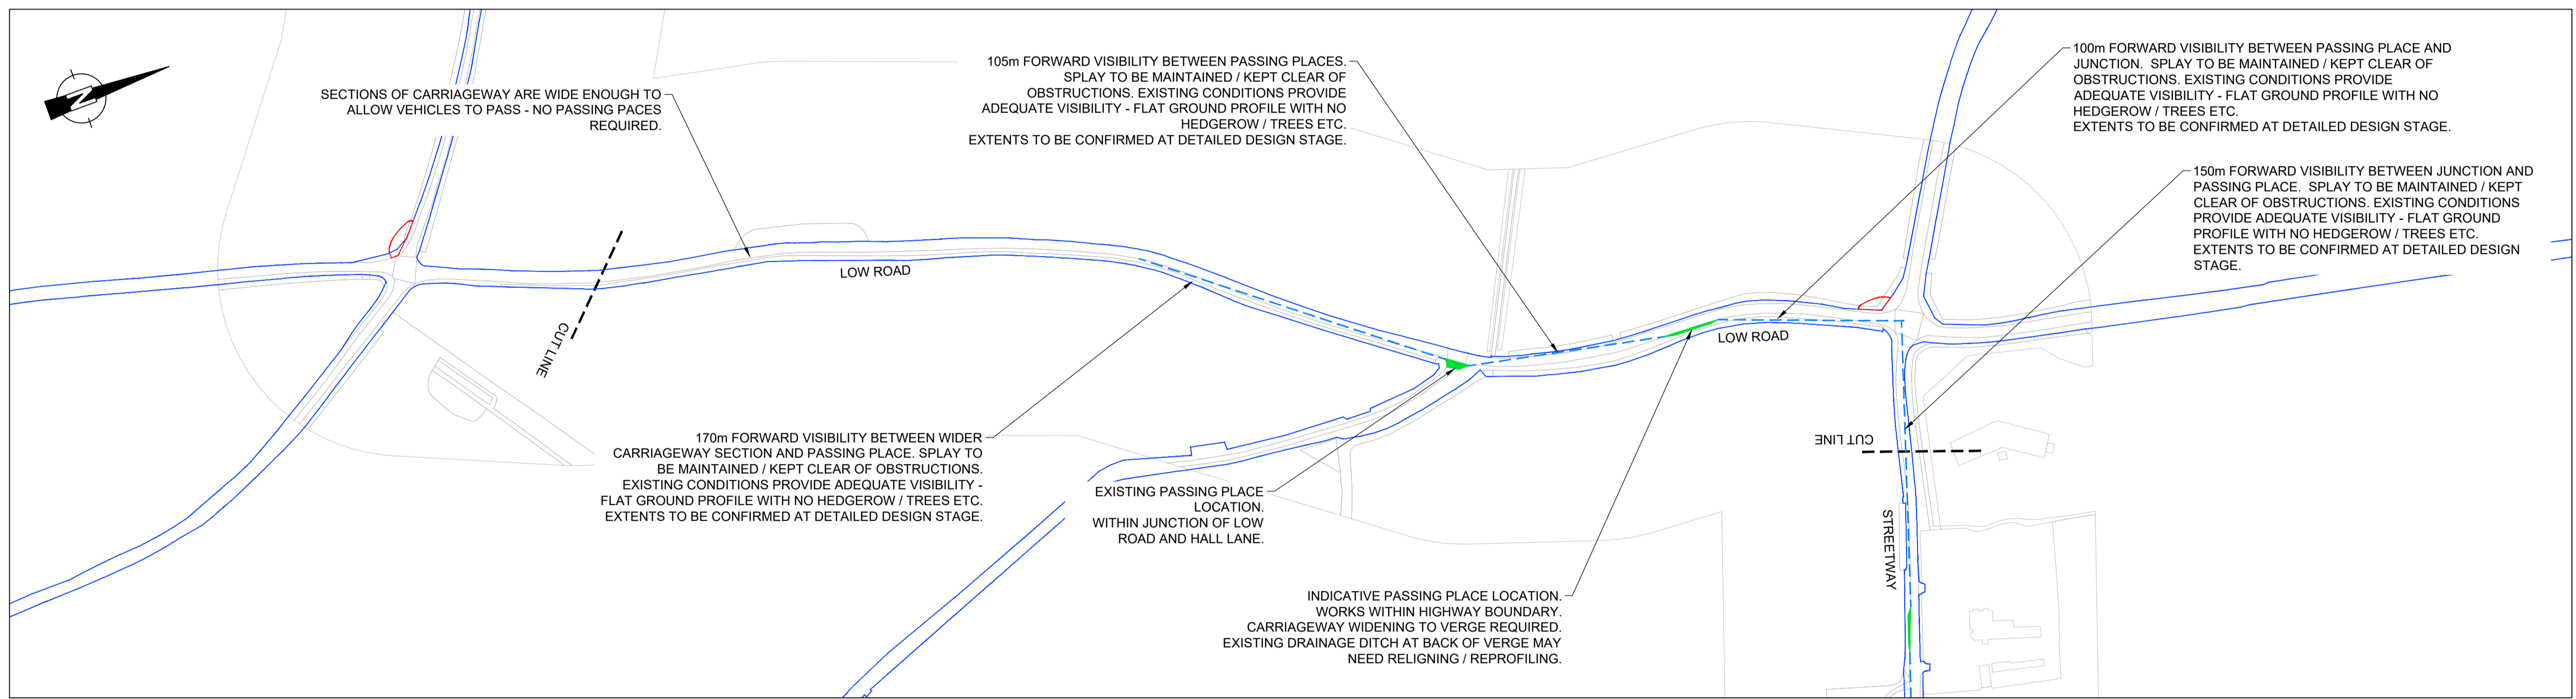 N
SECTIONS OF CARRIAGEWAY ARE WIDE ENOUGH TO
ALLOW VEHICLES TO PASS - NO PASSING PACES
REQUIRED.
105m FORWARD VISIBILITY BETWEEN PASSING PLACES.
SPLAY TO BE MAINTAINED / KEPT CLEAR OF
OBSTRUCTIONS. EXISTING CONDITIONS PROVIDE
ADEQUATE VISIBILITY - FLAT GROUND PROFILE WITH NO
HEDGEROW / TREES ETC.
EXTENTS TO BE CONFIRMED AT DETAILED DESIGN STAGE.
100m FORWARD VISIBILITY BETWEEN PASSING PLACE AND
JUNCTION. SPLAY TO BE MAINTAINED / KEPT CLEAR OF
OBSTRUCTIONS. EXISTING CONDITIONS PROVIDE
ADEQUATE VISIBILITY - FLAT GROUND PROFILE WITH NO
HEDGEROW / TREES ETC.
EXTENTS TO BE CONFIRMED AT DETAILED DESIGN STAGE.
150m FORWARD VISIBILITY BETWEEN JUNCTION AND
PASSING PLACE. SPLAY TO BE MAINTAINED / KEPT
CLEAR OF OBSTRUCTIONS. EXISTING CONDITIONS
PROVIDE ADEQUATE VISIBILITY - FLAT GROUND
PROFILE WITH NO HEDGEROW / TREES ETC.
EXTENTS TO BE CONFIRMED AT DETAILED DESIGN
STAGE.
LOW ROAD
CUT LINE
LOW ROAD
170m FORWARD VISIBILITY BETWEEN WIDER
CARRIAGEWAY SECTION AND PASSING PLACE. SPLAY TO
BE MAINTAINED / KEPT CLEAR OF OBSTRUCTIONS.
EXISTING CONDITIONS PROVIDE ADEQUATE VISIBILITY -
FLAT GROUND PROFILE WITH NO HEDGEROW / TREES ETC.
EXTENTS TO BE CONFIRMED AT DETAILED DESIGN STAGE.
CUT LINE
EXISTING PASSING PLACE
LOCATION.
WITHIN JUNCTION OF LOW
ROAD AND HALL LANE.
STREETWAY
INDICATIVE PASSING PLACE LOCATION.
WORKS WITHIN HIGHWAY BOUNDARY.
CARRIAGEWAY WIDENING TO VERGE REQUIRED.
EXISTING DRAINAGE DITCH AT BACK OF VERGE MAY
NEED RELIGNING / REPROFILING.